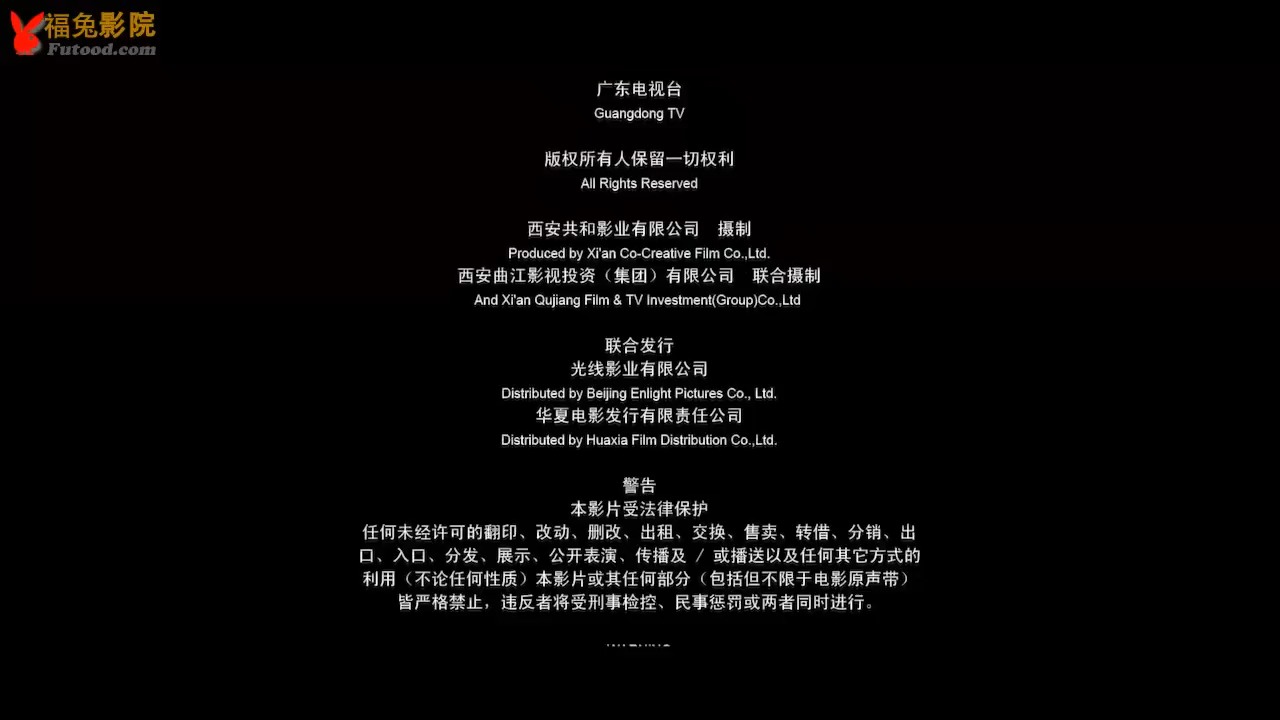 福兔影院
Futood.com
广东电视台
Guangdong TV
版权所有人保留一切权利
All Rights Reserved
西安共和影业有限公司　摄制
Produced by Xi'an Co-Creative Film Co.,Ltd.
西安曲江影视投资（集团）有限公司　联合摄制
And Xi'an Qujiang Film & TV Investment(Group)Co.,Ltd
联合发行
光线影业有限公司
Distributed by Beijing Enlight Pictures Co., Ltd.
华夏电影发行有限责任公司
Distributed by Huaxia Film Distribution Co.,Ltd.
警告
本影片受法律保护
任何未经许可的翻印、改动、删改、出租、交换、售卖、转借、分销、出
口、入口、分发、展示、公开表演、传播及 / 或播送以及任何其它方式的
利用（不论任何性质）本影片或其任何部分（包括但不限于电影原声带）
皆严格禁止，违反者将受刑事检控、民事惩罚或两者同时进行。